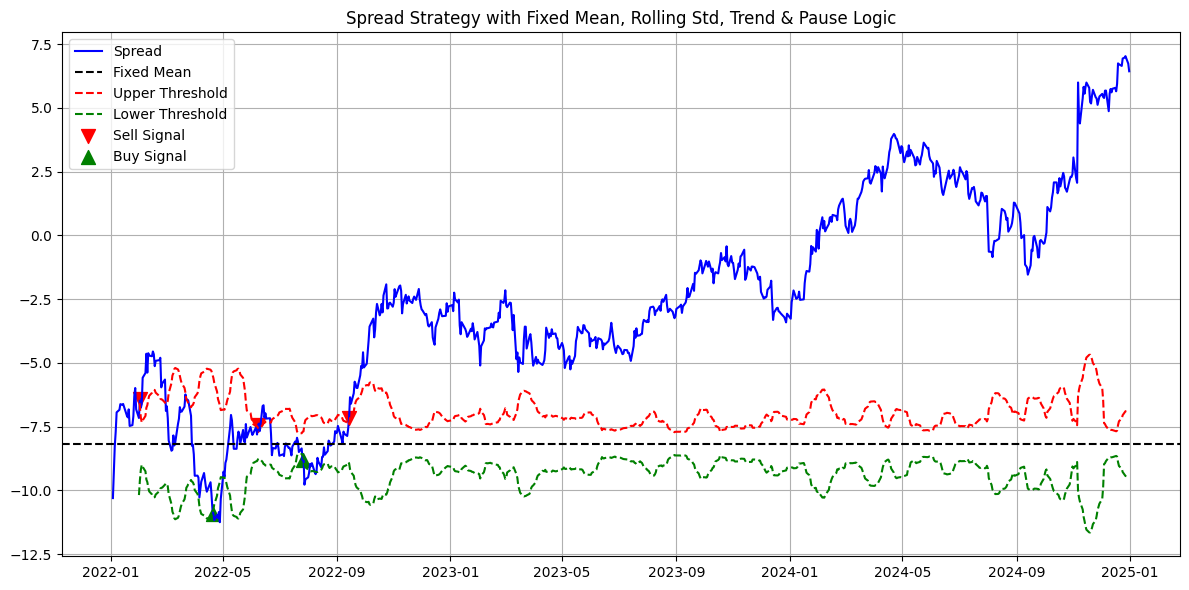 Spread Strategy with Fixed Mean, Rolling Std, Trend & Pause Logic
Spread
Fixed Mean
Upper Threshold
Lower Threshold
Sell Signal
Buy Signal
7.5
5.0
2.5
0.0
−2.5
−5.0
−7.5
−10.0
−12.5
2022-01
2022-05
2022-09
2023-01
2023-05
2023-09
2024-01
2024-05
2024-09
2025-01